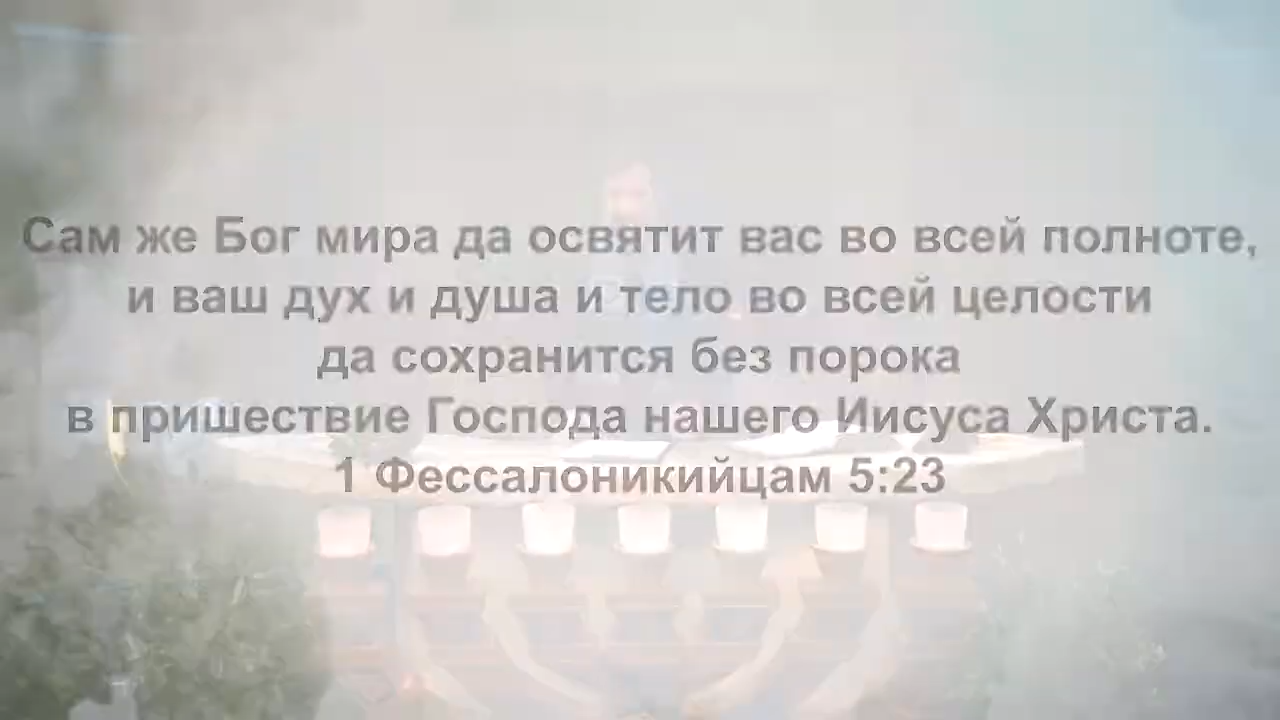 Сам же Бог мира да освятит вас во всей полноте,
и ваш дух и душа и тело во всей целости
да сохранится без порока
в пришествие Господа нашего Иисуса Христа.
1 Фессалоникийцам 5:23